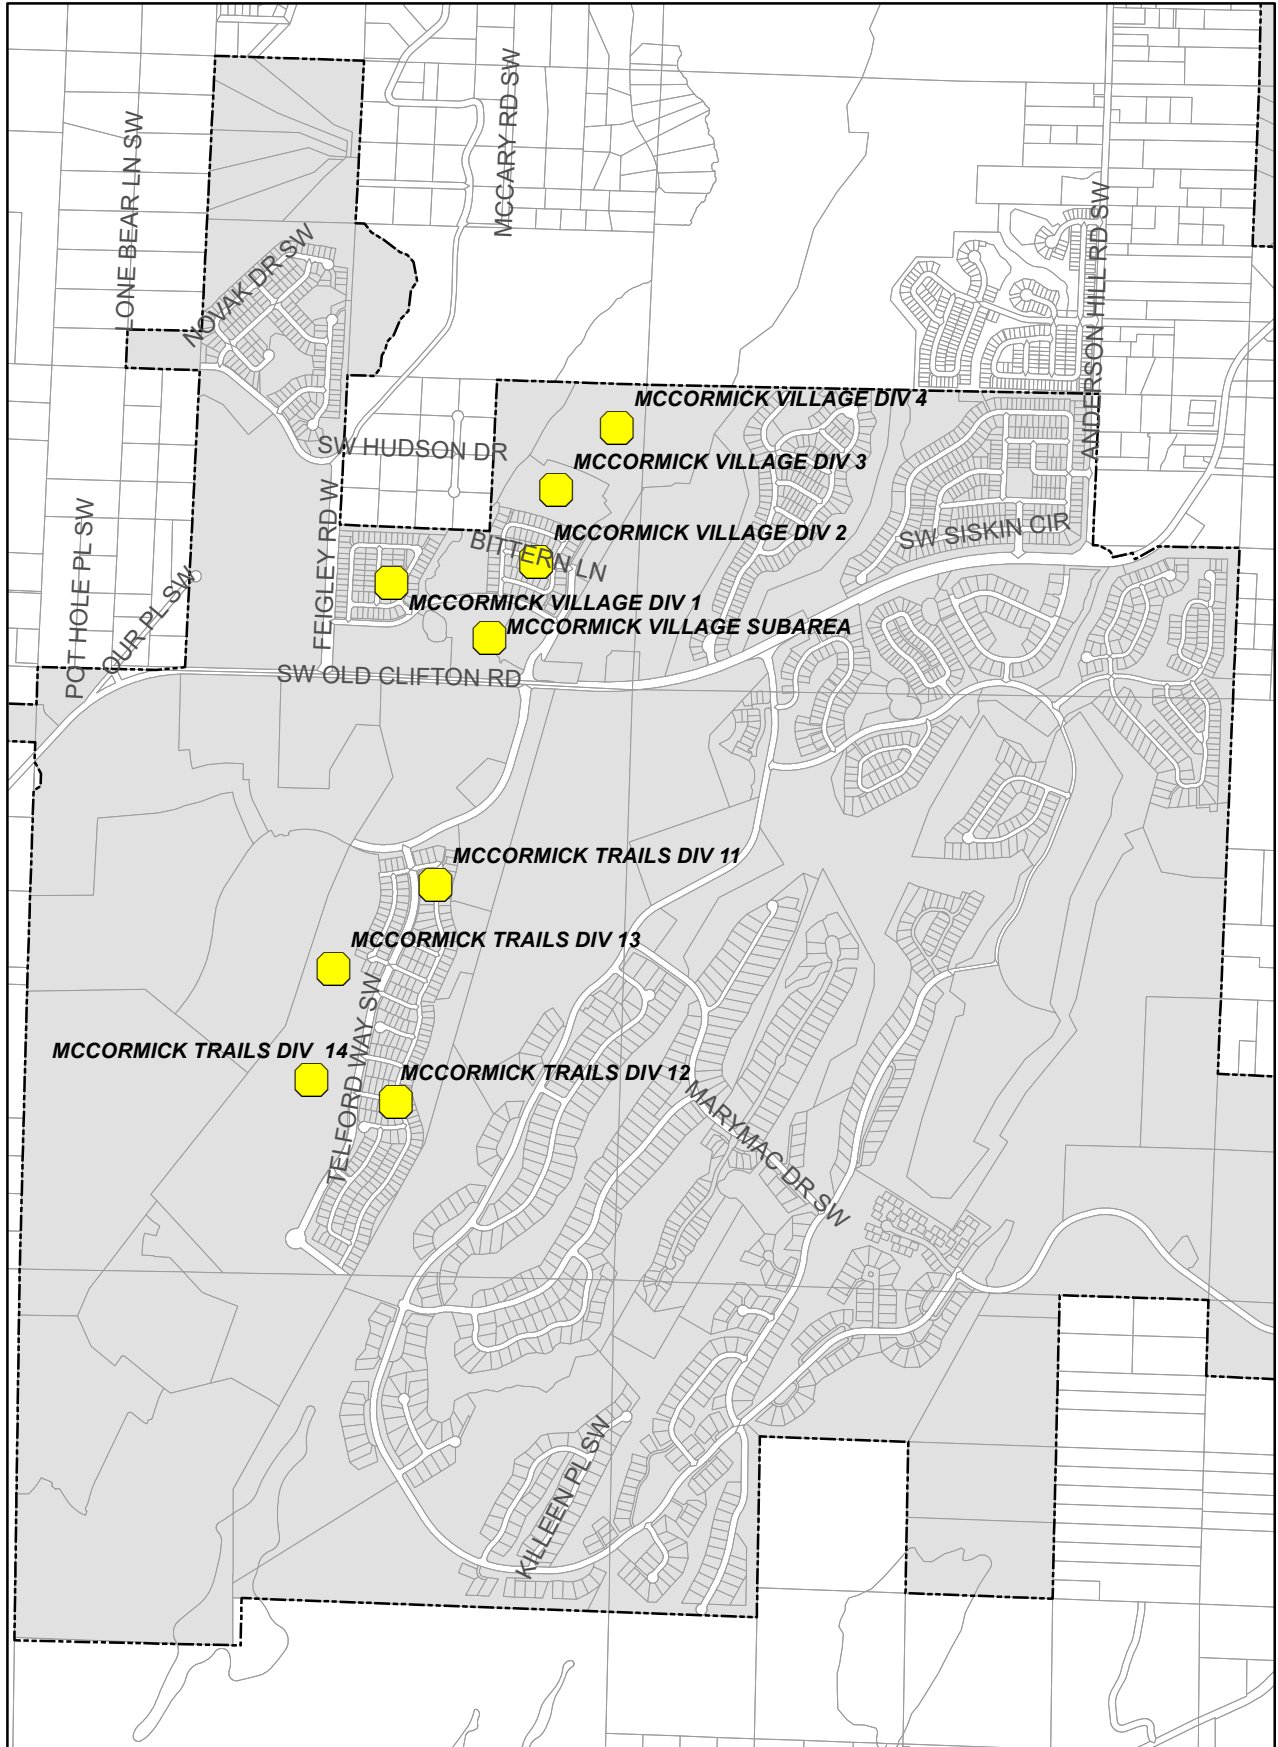 MCCARY RD SW
LONE BEAR LN SW
ANDERSON HILL RD SW
NOVAK DR SW
MCCORMICK VILLAGE DIV 4
SW HUDSON DR
MCCORMICK VILLAGE DIV 3
FEIGLEY RD W
POT HOLE PL SW
MCCORMICK VILLAGE DIV 2
SW SISKIN CIR
BITTERN LN
OUR PL SW
MCCORMICK VILLAGE DIV 1
MCCORMICK VILLAGE SUBAREA
SW OLD CLIFTON RD
MCCORMICK TRAILS DIV 11
MCCORMICK TRAILS DIV 13
TELFORD WAY SW
MCCORMICK TRAILS DIV  14
MCCORMICK TRAILS DIV 12
MARYMAC DR SW
KILLEEN PL SW